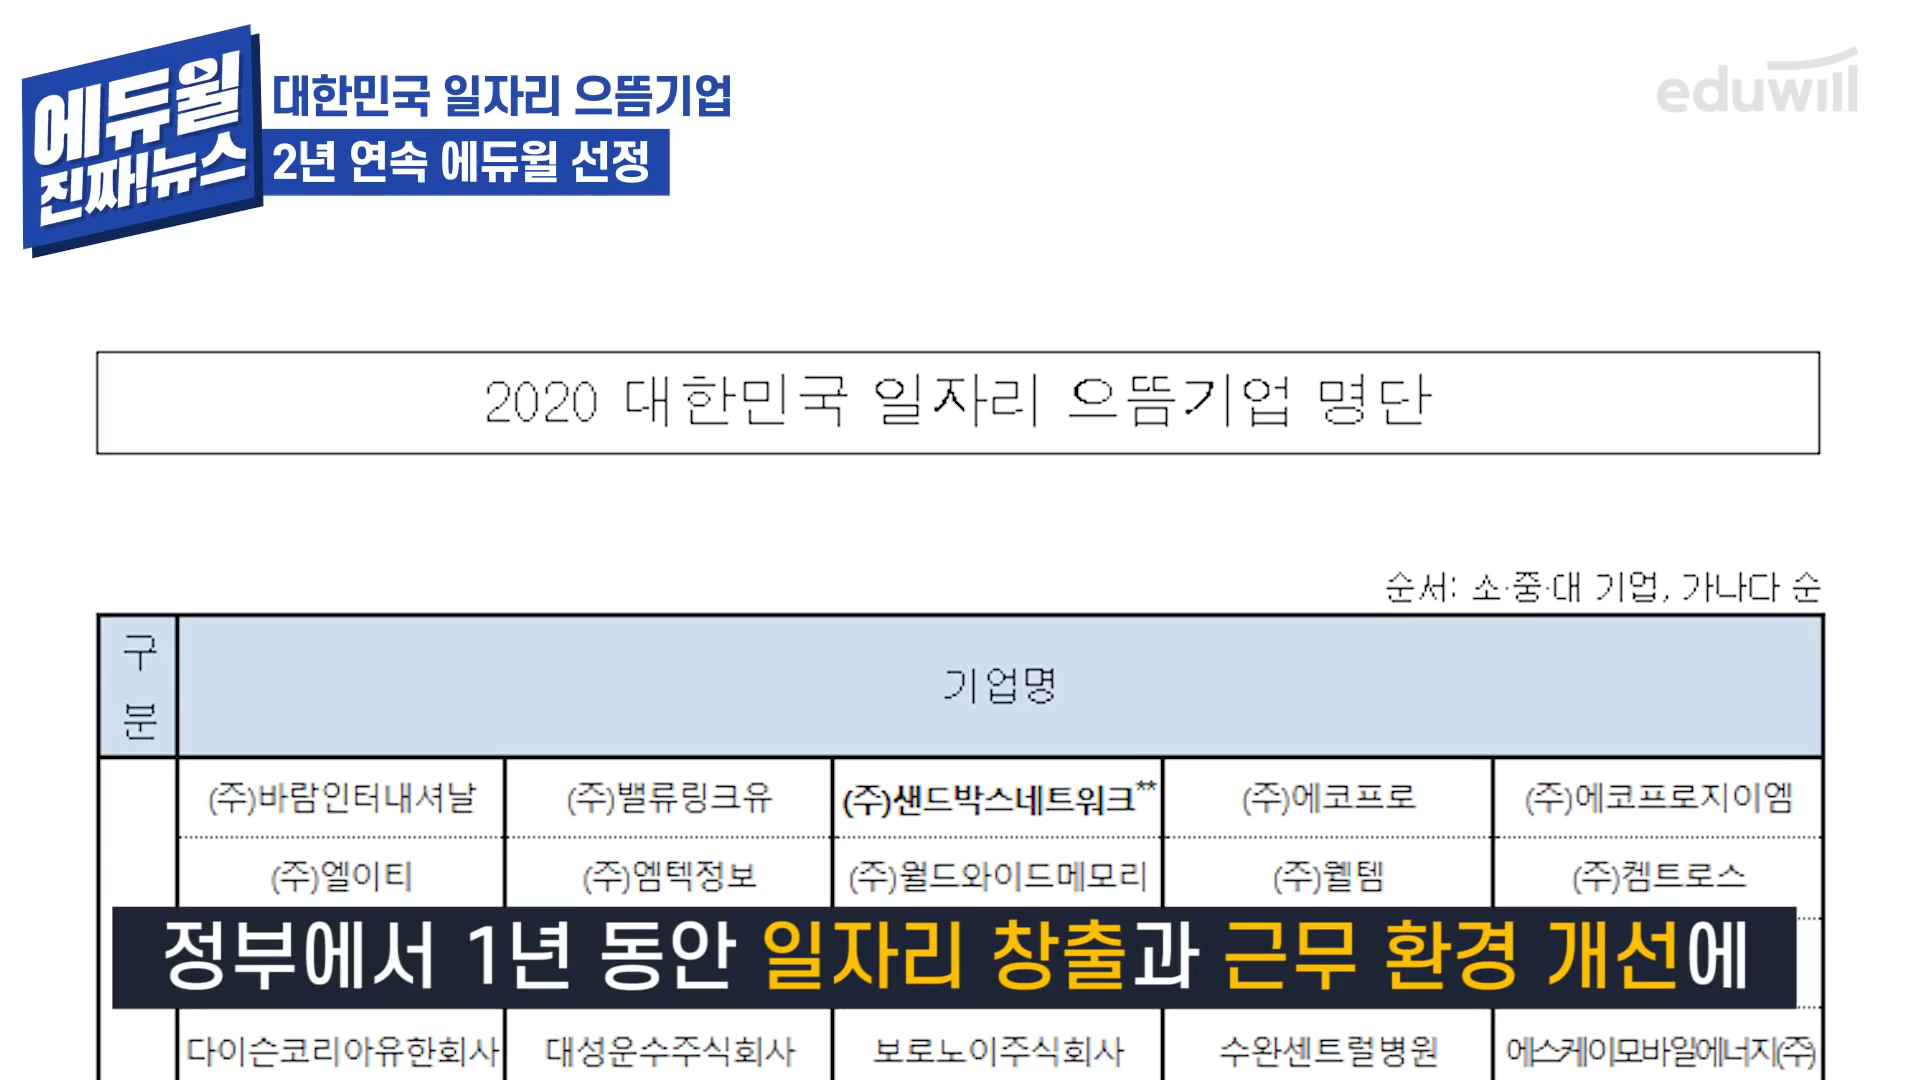 에듀윌
진짜!뉴스
대한민국 일자리 으뜸기업
2년 연속 에듀윌 선정
eduwill
2020 대한민국 일자리 으뜸기업 명단
순서: 소·중·대 기업, 가나다 순
구분 기업명
(주)바람인터내셔날 (주)밸류링크유 (주)샌드박스네트워크** (주)에코프로 (주)에코프로지이엠
(주)엘이티 (주)엠텍정보 (주)월드와이드메모리 (주)웰템 (주)켐트로스
정부에서 1년 동안 일자리 창출과 근무 환경 개선에
다이슨코리아유한회사 대성운수주식회사 보로노이주식회사 수완센트럴병원 에스케이모바일에너지(주)